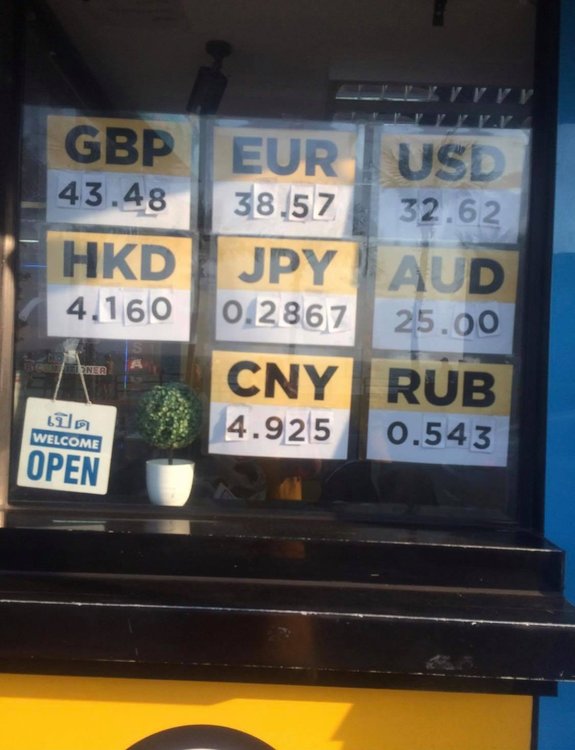 GBP
43.48
EUR
38.57
USD
32.62
HKD
4.160
JPY
0.2867
AUD
25.00
CNY
4.925
RUB
0.543
เปิด
WELCOME
OPEN